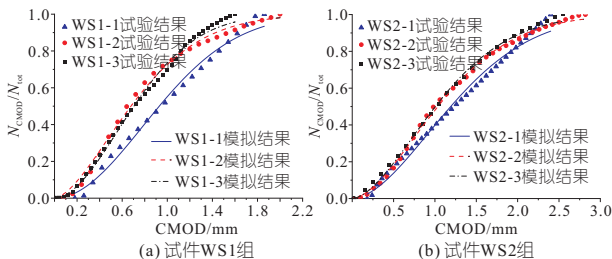 1.0
0.8
0.6
0.4
0.2
0.0
N_CMOD/N_tot
WS1-1试验结果
WS1-2试验结果
WS1-3试验结果
WS1-1模拟结果
WS1-2模拟结果
WS1-3模拟结果
0.2 0.6 1.0 1.4 1.8 2.2
CMOD/mm
(a) 试件WS1组
1.0
0.8
0.6
0.4
0.2
0.0
N_CMOD/N_tot
WS2-1试验结果
WS2-2试验结果
WS2-3试验结果
WS2-1模拟结果
WS2-2模拟结果
WS2-3模拟结果
0.5 1.0 1.5 2.0 2.5 3.0
CMOD/mm
(b) 试件WS2组